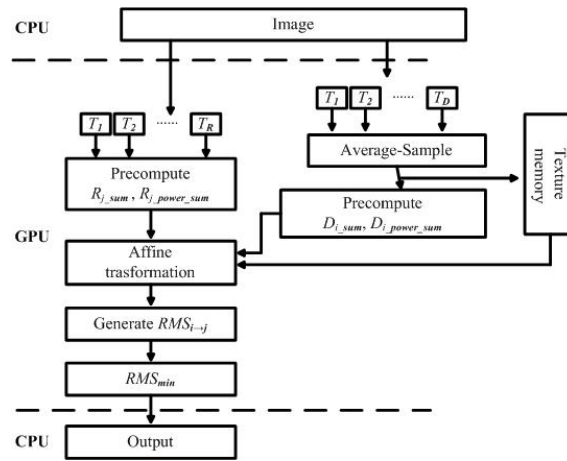 CPU
Image
T1 T2 ...... TR
T1 T2 ...... TD
Average-Sample
Texture
memory
Precompute
Rj_sum , Rj_power_sum
Precompute
Di_sum, Di_power_sum
GPU
Affine
trasformation
Generate RMSi→j
RMSmin
CPU
Output